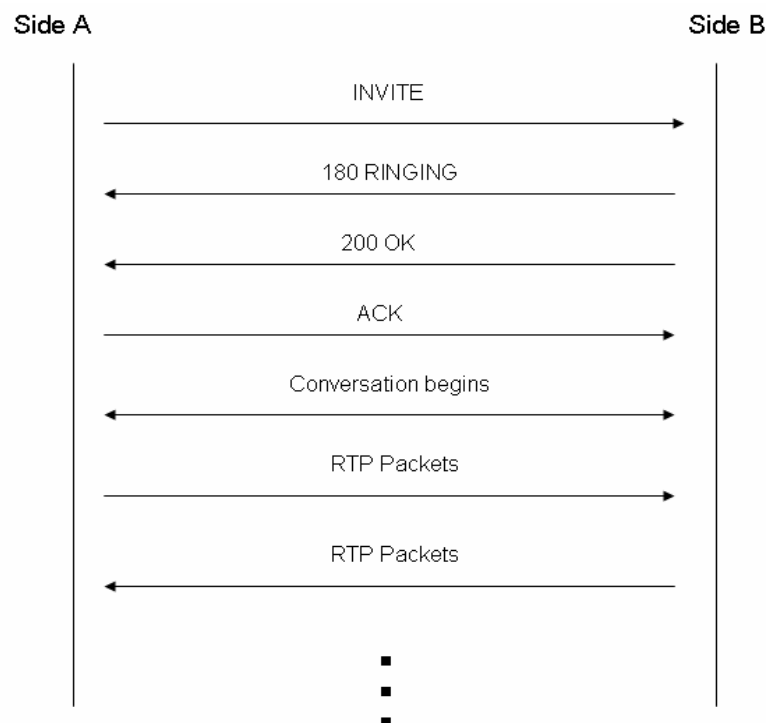 Side A
Side B
INVITE
180 RINGING
200 OK
ACK
Conversation begins
RTP Packets
RTP Packets